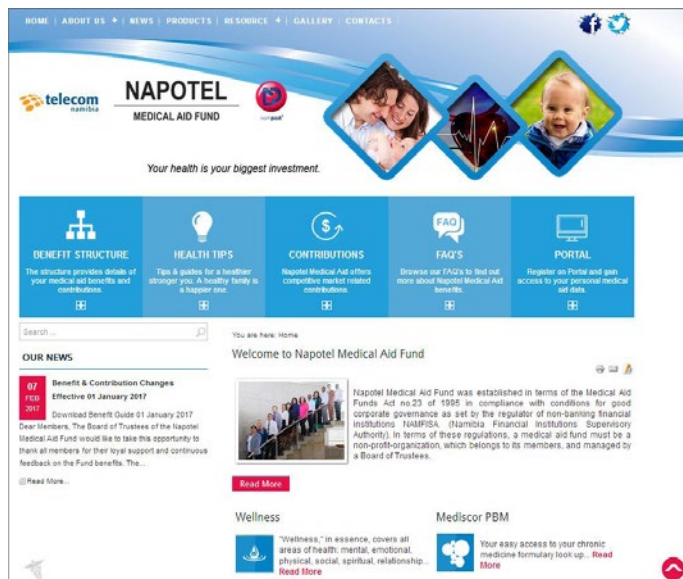 HOME | ABOUT US + | NEWS | PRODUCTS | RESOURCE + | GALLERY | CONTACTS
telecom
namibia
NAPOTEL
MEDICAL AID FUND
nampost
Your health is your biggest investment.
BENEFIT STRUCTURE
The structure provides details of
your medical aid benefits and
contributions.
HEALTH TIPS
Tips & guides for a healthier
stronger you. A healthy family is
a happier one.
$
CONTRIBUTIONS
Napotel Medical Aid offers
competitive market related
contributions.
FAQ
FAQ'S
Browse our FAQ's to find out
more about Napotel Medical Aid
benefits.
PORTAL
Register on Portal and gain
access to your personal medical
aid data.
Search ...
OUR NEWS
07
FEB
2017
Benefit & Contribution Changes
Effective 01 January 2017
Download Benefit Guide 01 January 2017
Dear Members, The Board of Trustees of the Napotel
Medical Aid Fund would like to take this opportunity to
thank all members for their loyal support and continuous
feedback on the Fund benefits. The...
Read More...
You are here: Home
Welcome to Napotel Medical Aid Fund
Napotel Medical Aid Fund was established in terms of the Medical Aid
Funds Act no.23 of 1995 in compliance with conditions for good
corporate governance as set by the regulator of non-banking financial
institutions NAMFISA (Namibia Financial Institutions Supervisory
Authority). In terms of these regulations, a medical aid fund must be a
non-profit-organization, which belongs to its members, and managed by
a Board of Trustees.
Read More
Wellness
"Wellness," in essence, covers all
areas of health: mental, emotional,
physical, social, spiritual, relationship...
Read More
Mediscor PBM
Your easy access to your chronic
medicine formulary look up... Read
More